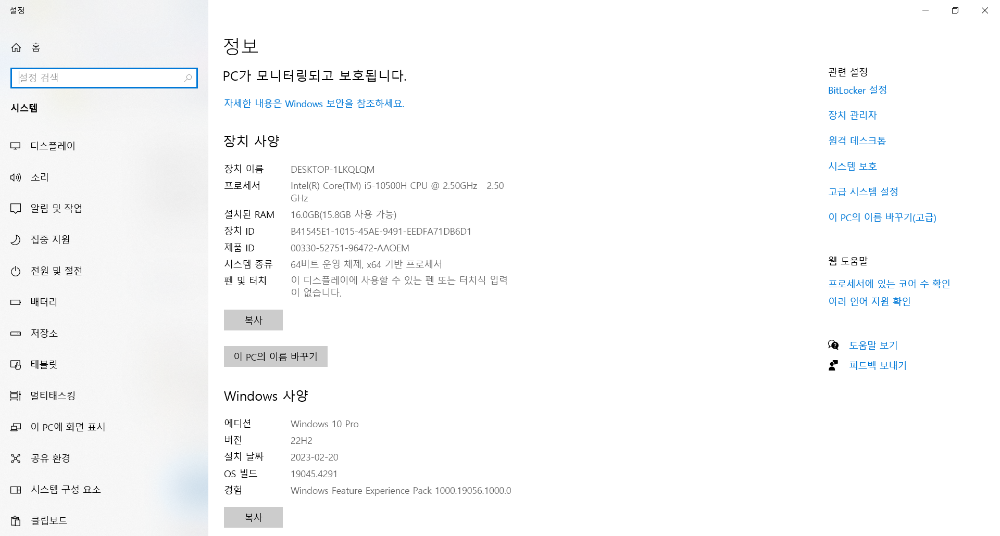 설정
홈
설정 검색
시스템
디스플레이
소리
알림 및 작업
집중 지원
전원 및 절전
배터리
저장소
태블릿
멀티태스킹
이 PC에 화면 표시
공유 환경
시스템 구성 요소
클립보드
정보
PC가 모니터링되고 보호됩니다.
자세한 내용은 Windows 보안을 참조하세요.
장치 사양
장치 이름 DESKTOP-1LKQLQM
프로세서 Intel(R) Core(TM) i5-10500H CPU @ 2.50GHz 2.50
GHz
설치된 RAM 16.0GB(15.8GB 사용 가능)
장치 ID B41545E1-1015-45AE-9491-EEDFA71DB6D1
제품 ID 00330-52751-96472-AAOEM
시스템 종류 64비트 운영 체제, x64 기반 프로세서
펜 및 터치 이 디스플레이에 사용할 수 있는 펜 또는 터치식 입력
이 없습니다.
복사
이 PC의 이름 바꾸기
Windows 사양
에디션 Windows 10 Pro
버전 22H2
설치 날짜 2023-02-20
OS 빌드 19045.4291
경험 Windows Feature Experience Pack 1000.19056.1000.0
복사
관련 설정
BitLocker 설정
장치 관리자
원격 데스크톱
시스템 보호
고급 시스템 설정
이 PC의 이름 바꾸기(고급)
웹 도움말
프로세서에 있는 코어 수 확인
여러 언어 지원 확인
도움말 보기
피드백 보내기